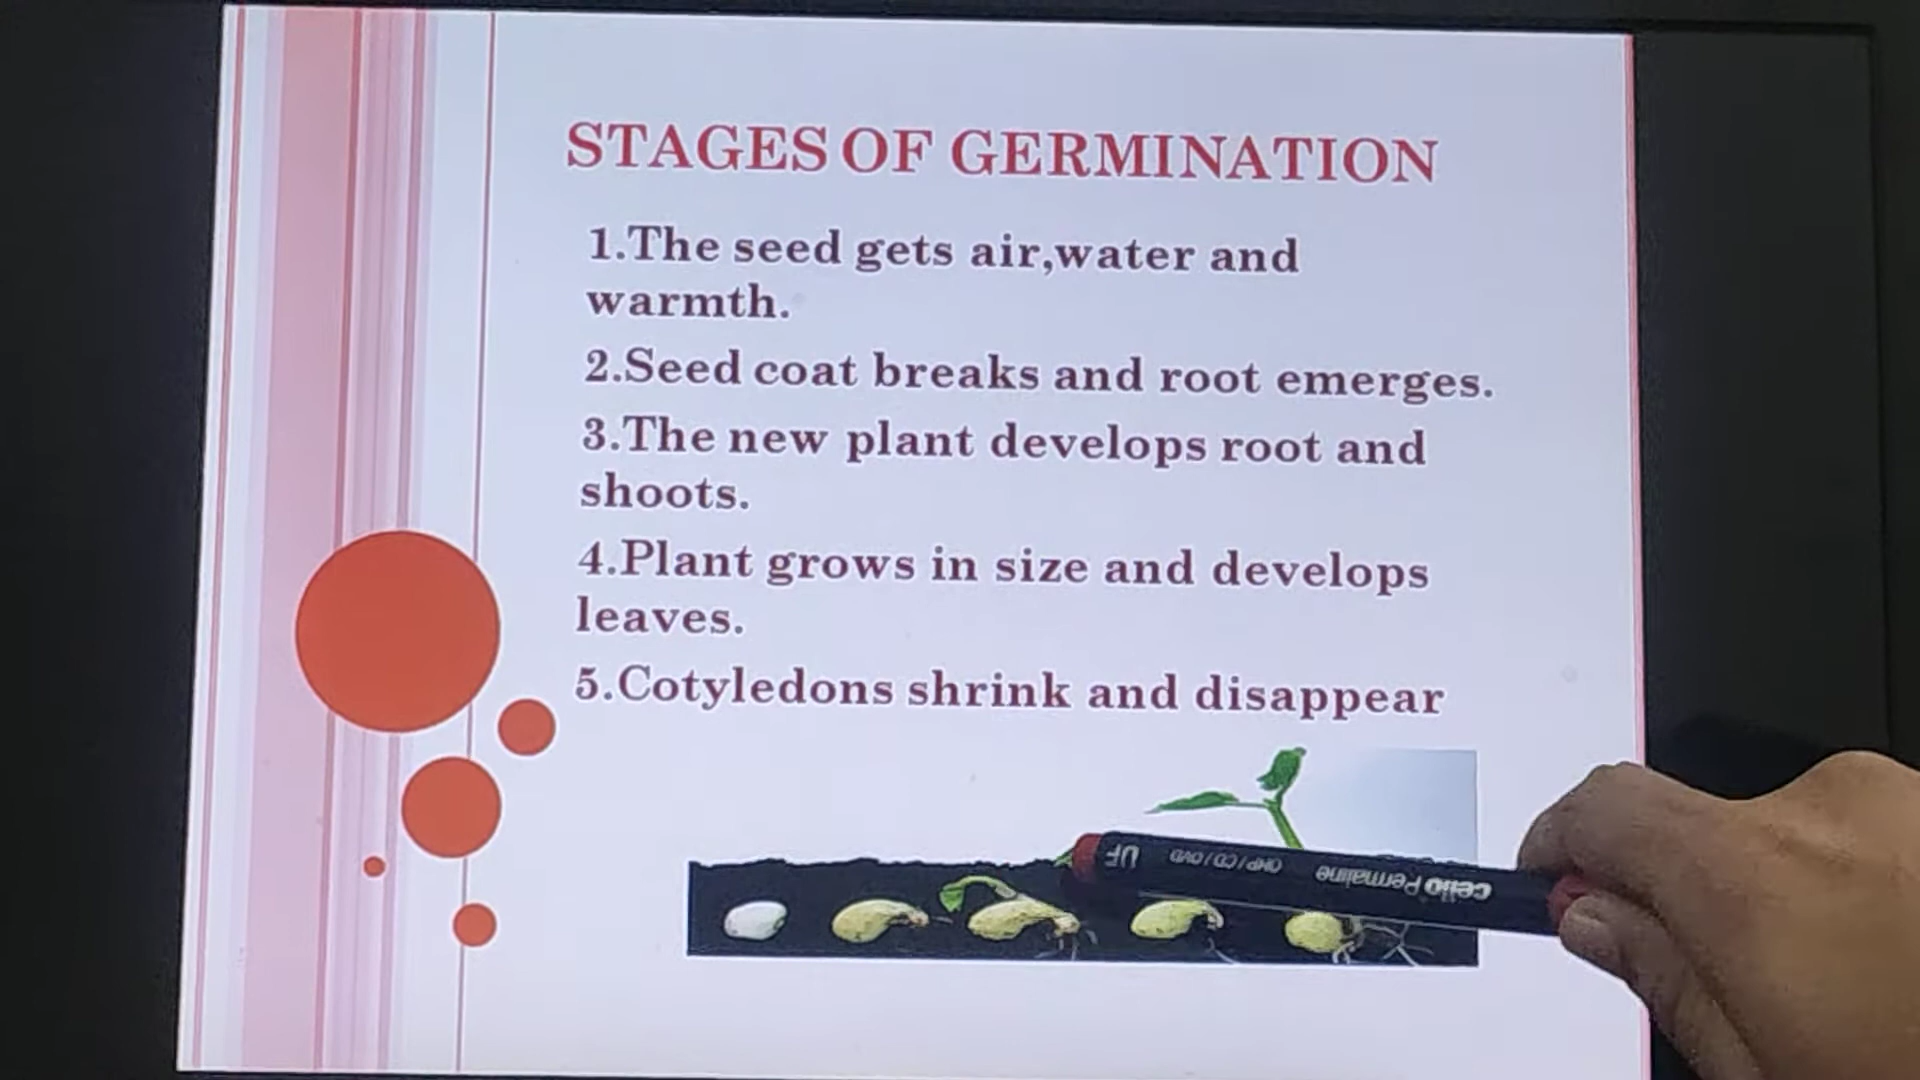 STAGES OF GERMINATION
1.The seed gets air,water and
warmth.
2.Seed coat breaks and root emerges.
3.The new plant develops root and
shoots.
4.Plant grows in size and develops
leaves.
5.Cotyledons shrink and disappear
cello Permaline OHP/CD/DVD UF